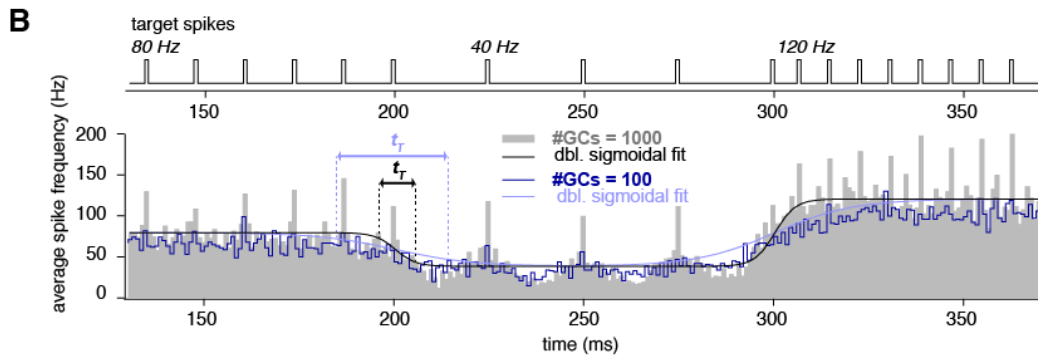 B
target spikes
80 Hz 40 Hz 120 Hz
150 200 250 300 350
average spike frequency (Hz)
200
150
100
50
0
t_T
t_T
#GCs = 1000
dbl. sigmoidal fit
#GCs = 100
dbl. sigmoidal fit
150 200 250 300 350
time (ms)